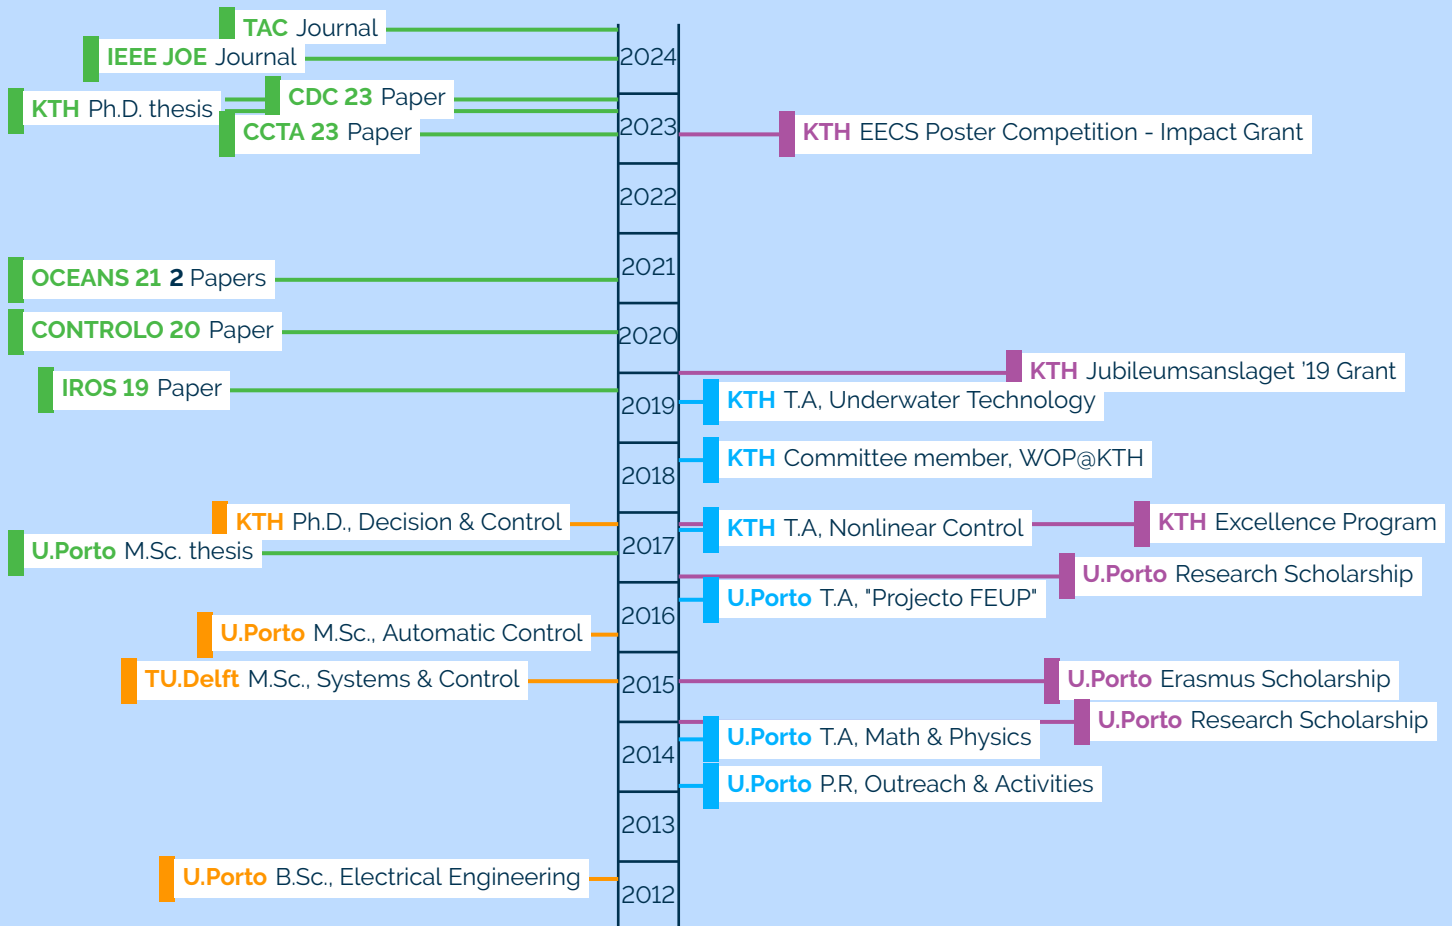 TAC Journal
IEEE JOE Journal
2024
CDC 23 Paper
KTH Ph.D. thesis
CCTA 23 Paper
2023
KTH EECS Poster Competition - Impact Grant
2022
OCEANS 21 2 Papers
2021
CONTROLO 20 Paper
2020
KTH Jubileumsanslaget '19 Grant
IROS 19 Paper
2019
KTH T.A, Underwater Technology
KTH Committee member, WOP@KTH
2018
KTH Ph.D., Decision & Control
KTH T.A, Nonlinear Control
KTH Excellence Program
U.Porto M.Sc. thesis
2017
U.Porto Research Scholarship
U.Porto T.A, "Projecto FEUP"
2016
U.Porto M.Sc., Automatic Control
TU.Delft M.Sc., Systems & Control
2015
U.Porto Erasmus Scholarship
U.Porto Research Scholarship
U.Porto T.A, Math & Physics
2014
U.Porto P.R, Outreach & Activities
2013
U.Porto B.Sc., Electrical Engineering
2012